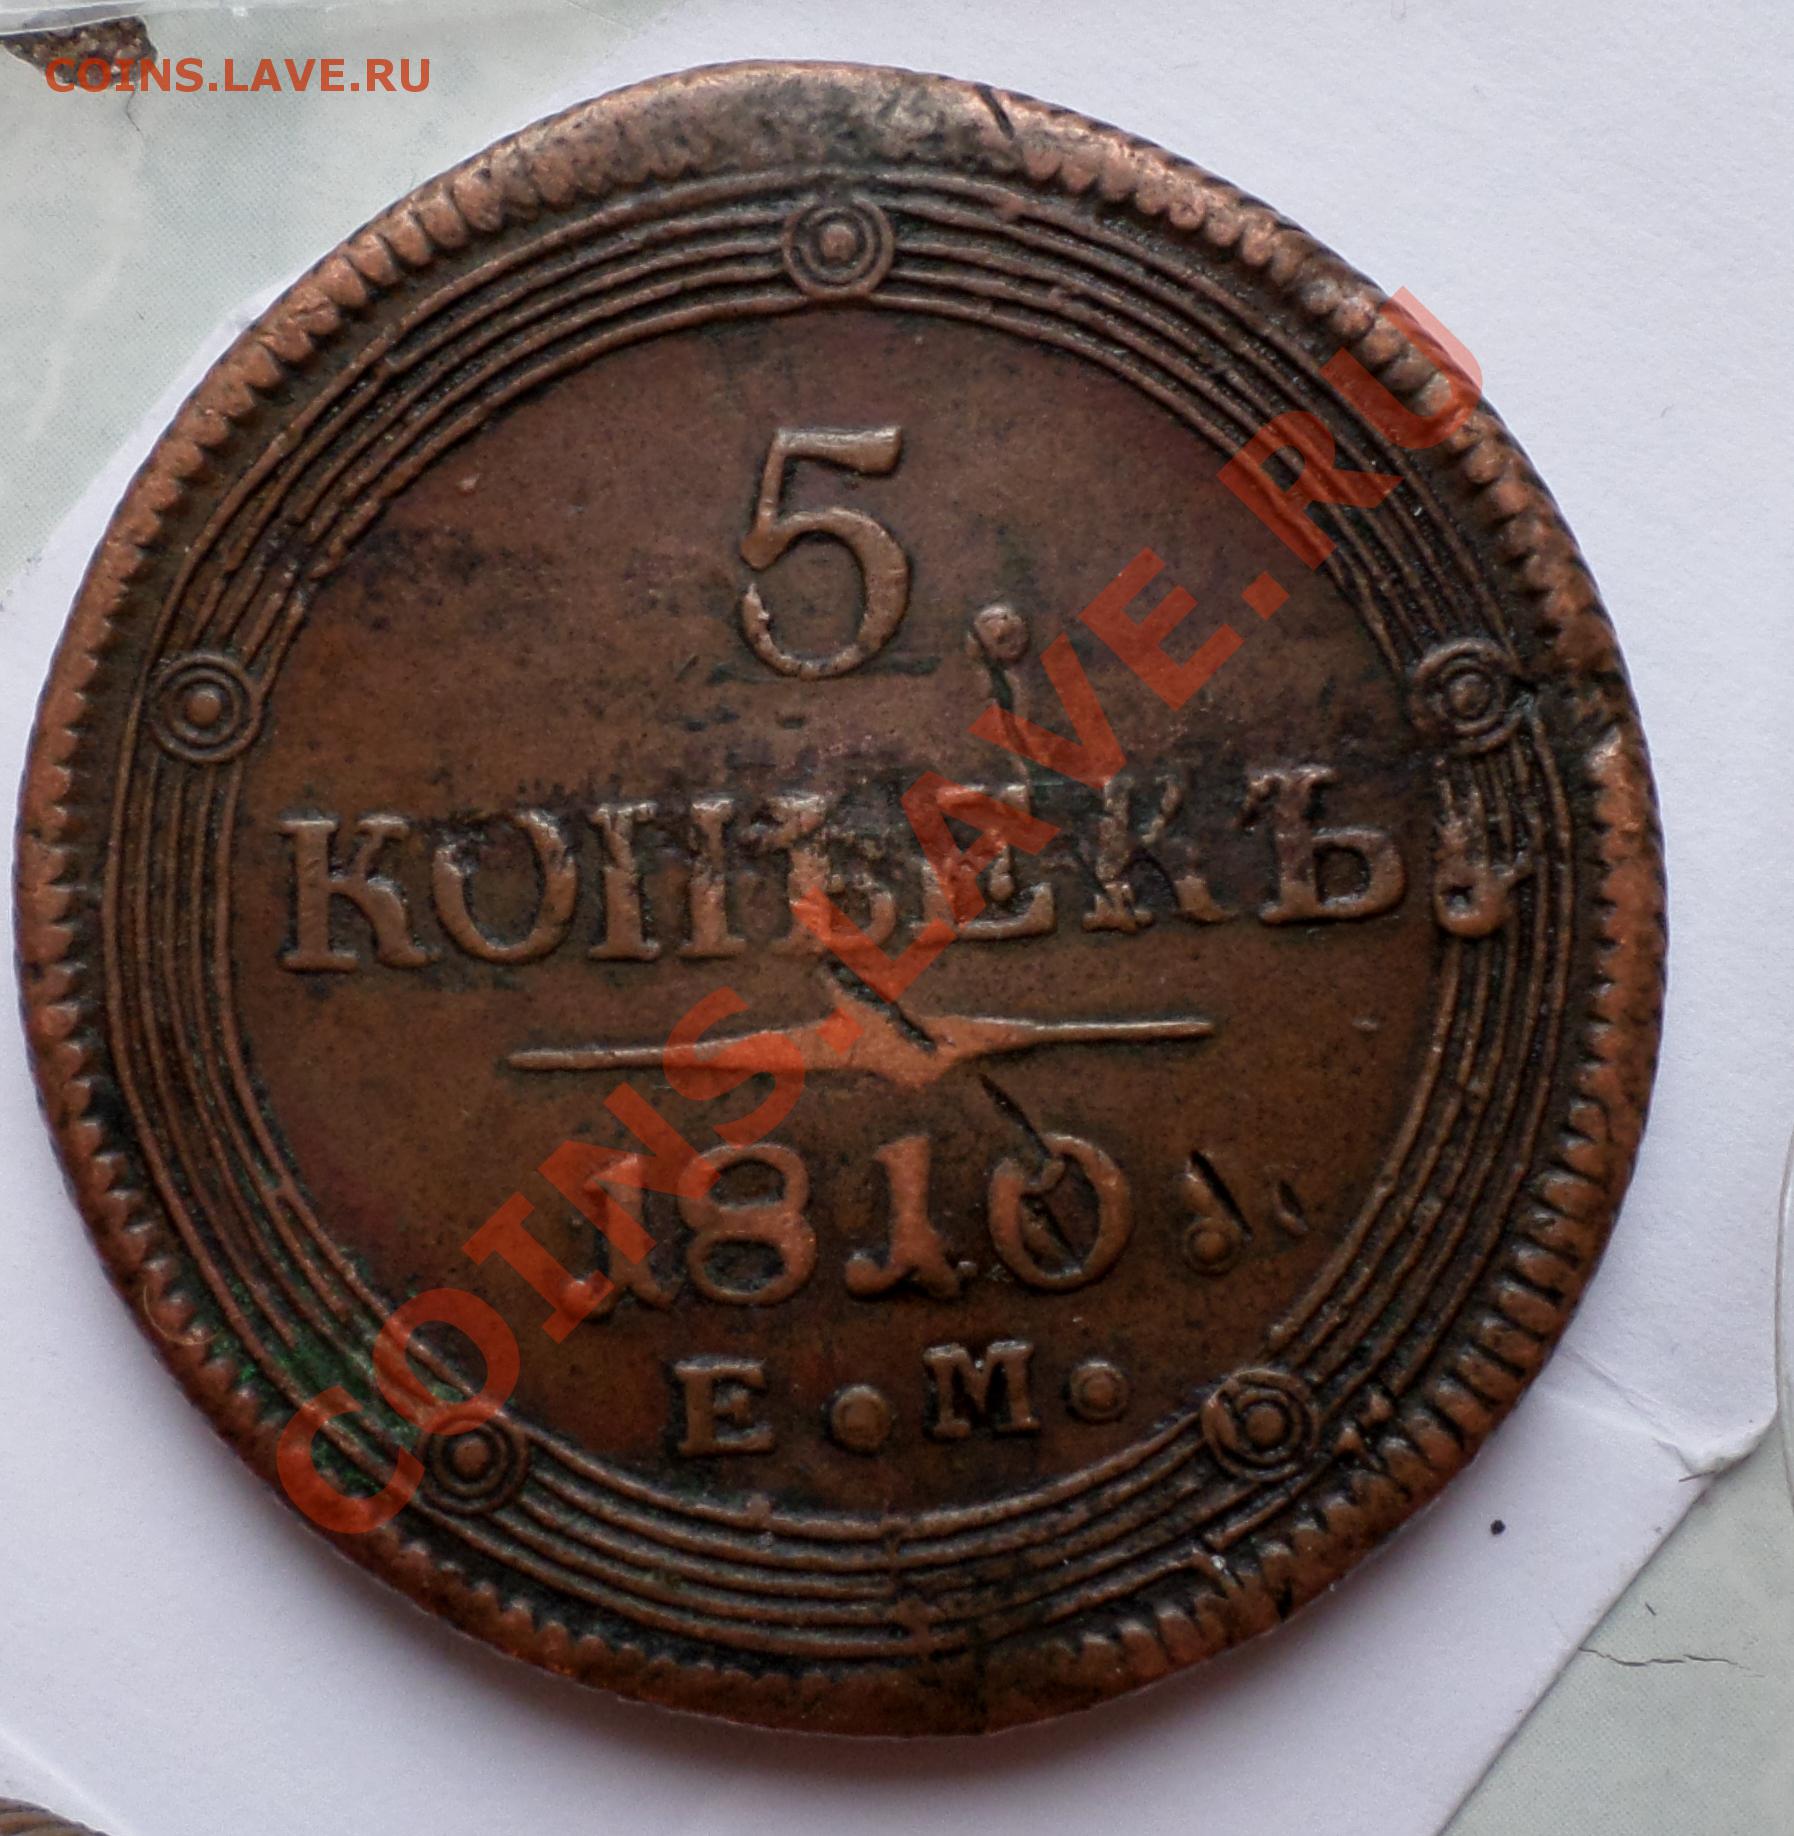 COINS.LAVE.RU
5.
КОПѢЕКЪ.
1810.
Е•М•
COINS.LAVE.RU